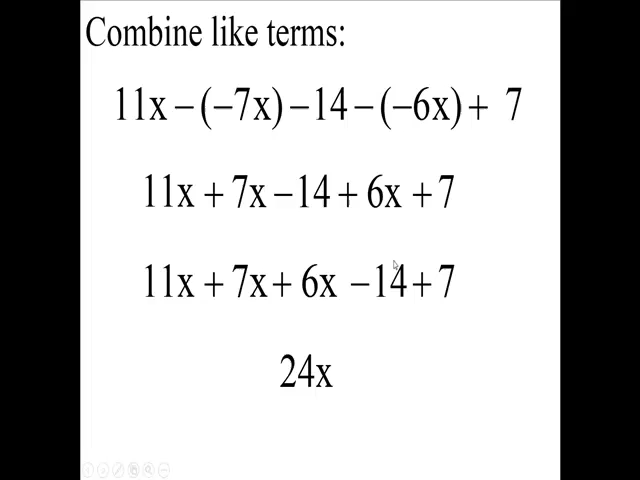 Combine like terms:
11x − (−7x) − 14 − (−6x) + 7
11x + 7x − 14 + 6x + 7
11x + 7x + 6x − 14 + 7
24x